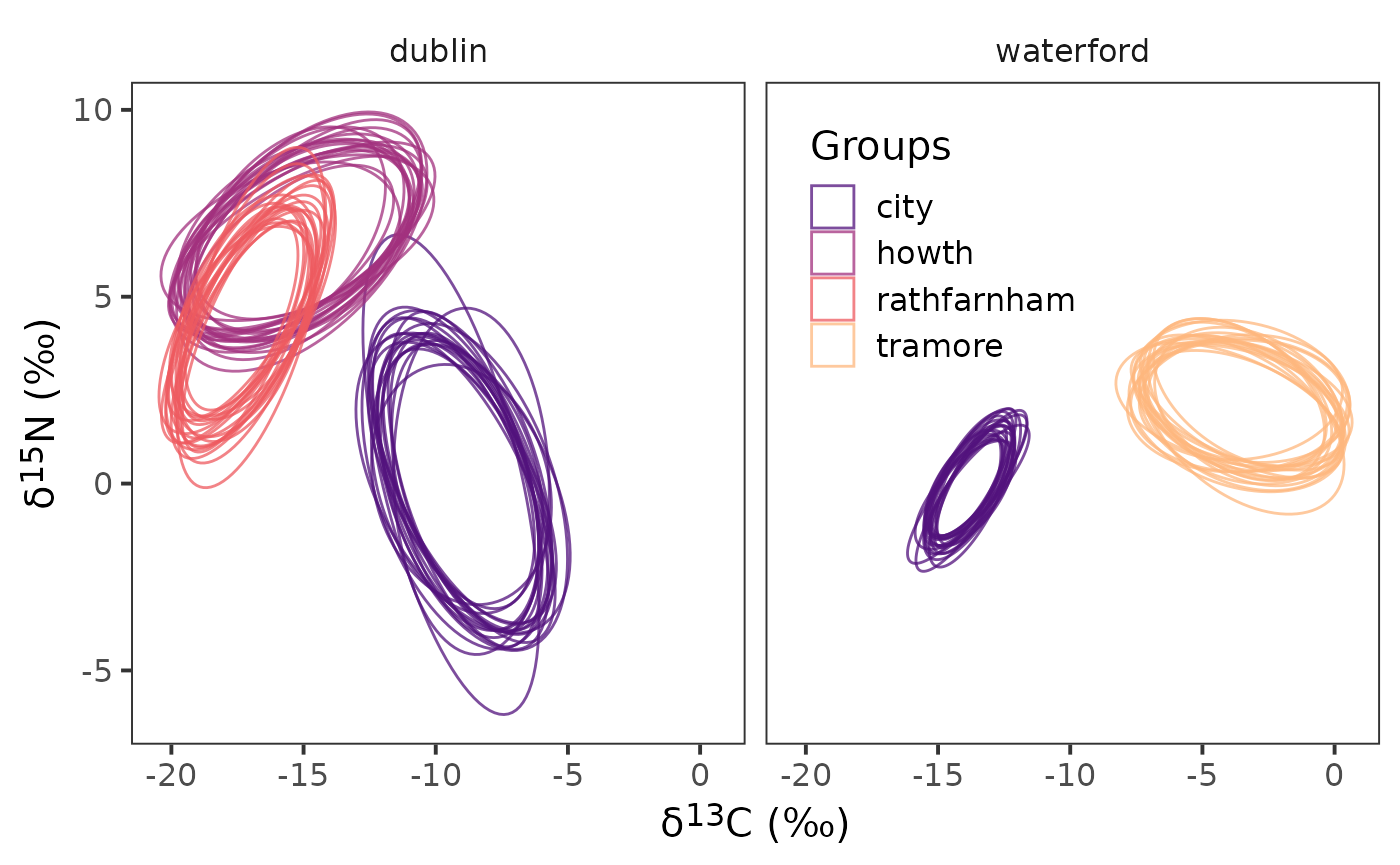 dublin
waterford
10
5
0
-5
δ15N (‰)
Groups
city
howth
rathfarnham
tramore
-20 -15 -10 -5 0
-20 -15 -10 -5 0
δ13C (‰)